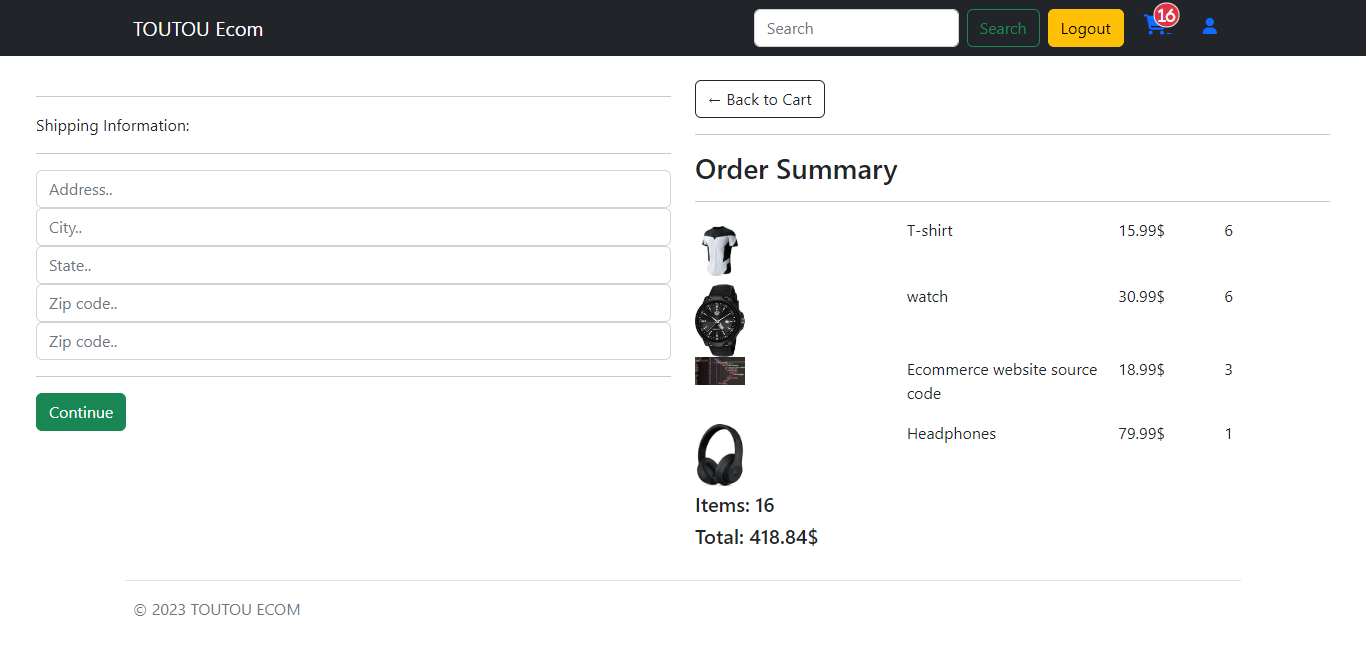 TOUTOU Ecom
Search
Search
Logout
16
Shipping Information:
Address..
City..
State..
Zip code..
Zip code..
Continue
← Back to Cart
Order Summary
T-shirt 15.99$ 6
watch 30.99$ 6
Ecommerce website source 18.99$ 3
code
Headphones 79.99$ 1
Items: 16
Total: 418.84$
© 2023 TOUTOU ECOM